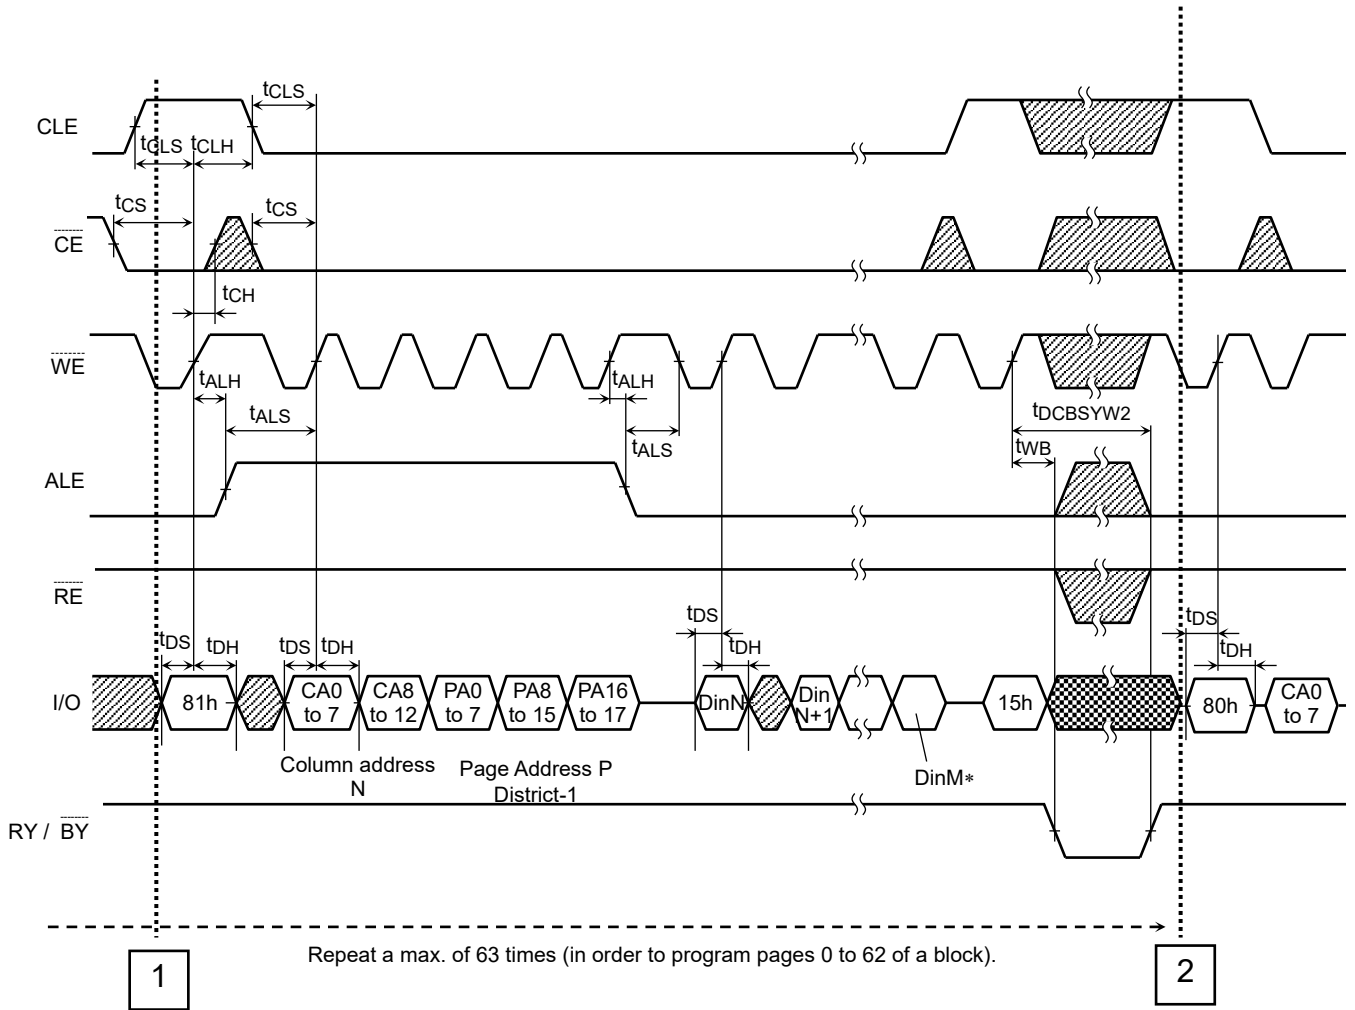 tCLS
CLE
tCLS tCLH
tCS tCS
CE
tCH
WE
tALH tALH
tALS tALS
tDCBSYW2
tWB
ALE
RE
tDS tDH tDS tDH tDS tDH tDS tDH
I/O
81h
CA0 to 7
CA8 to 12
PA0 to 7
PA8 to 15
PA16 to 17
DinN
Din N+1
15h
80h
CA0 to 7
Column address N
Page Address P District-1
DinM*
RY / BY
Repeat a max. of 63 times (in order to program pages 0 to 62 of a block).
1
2